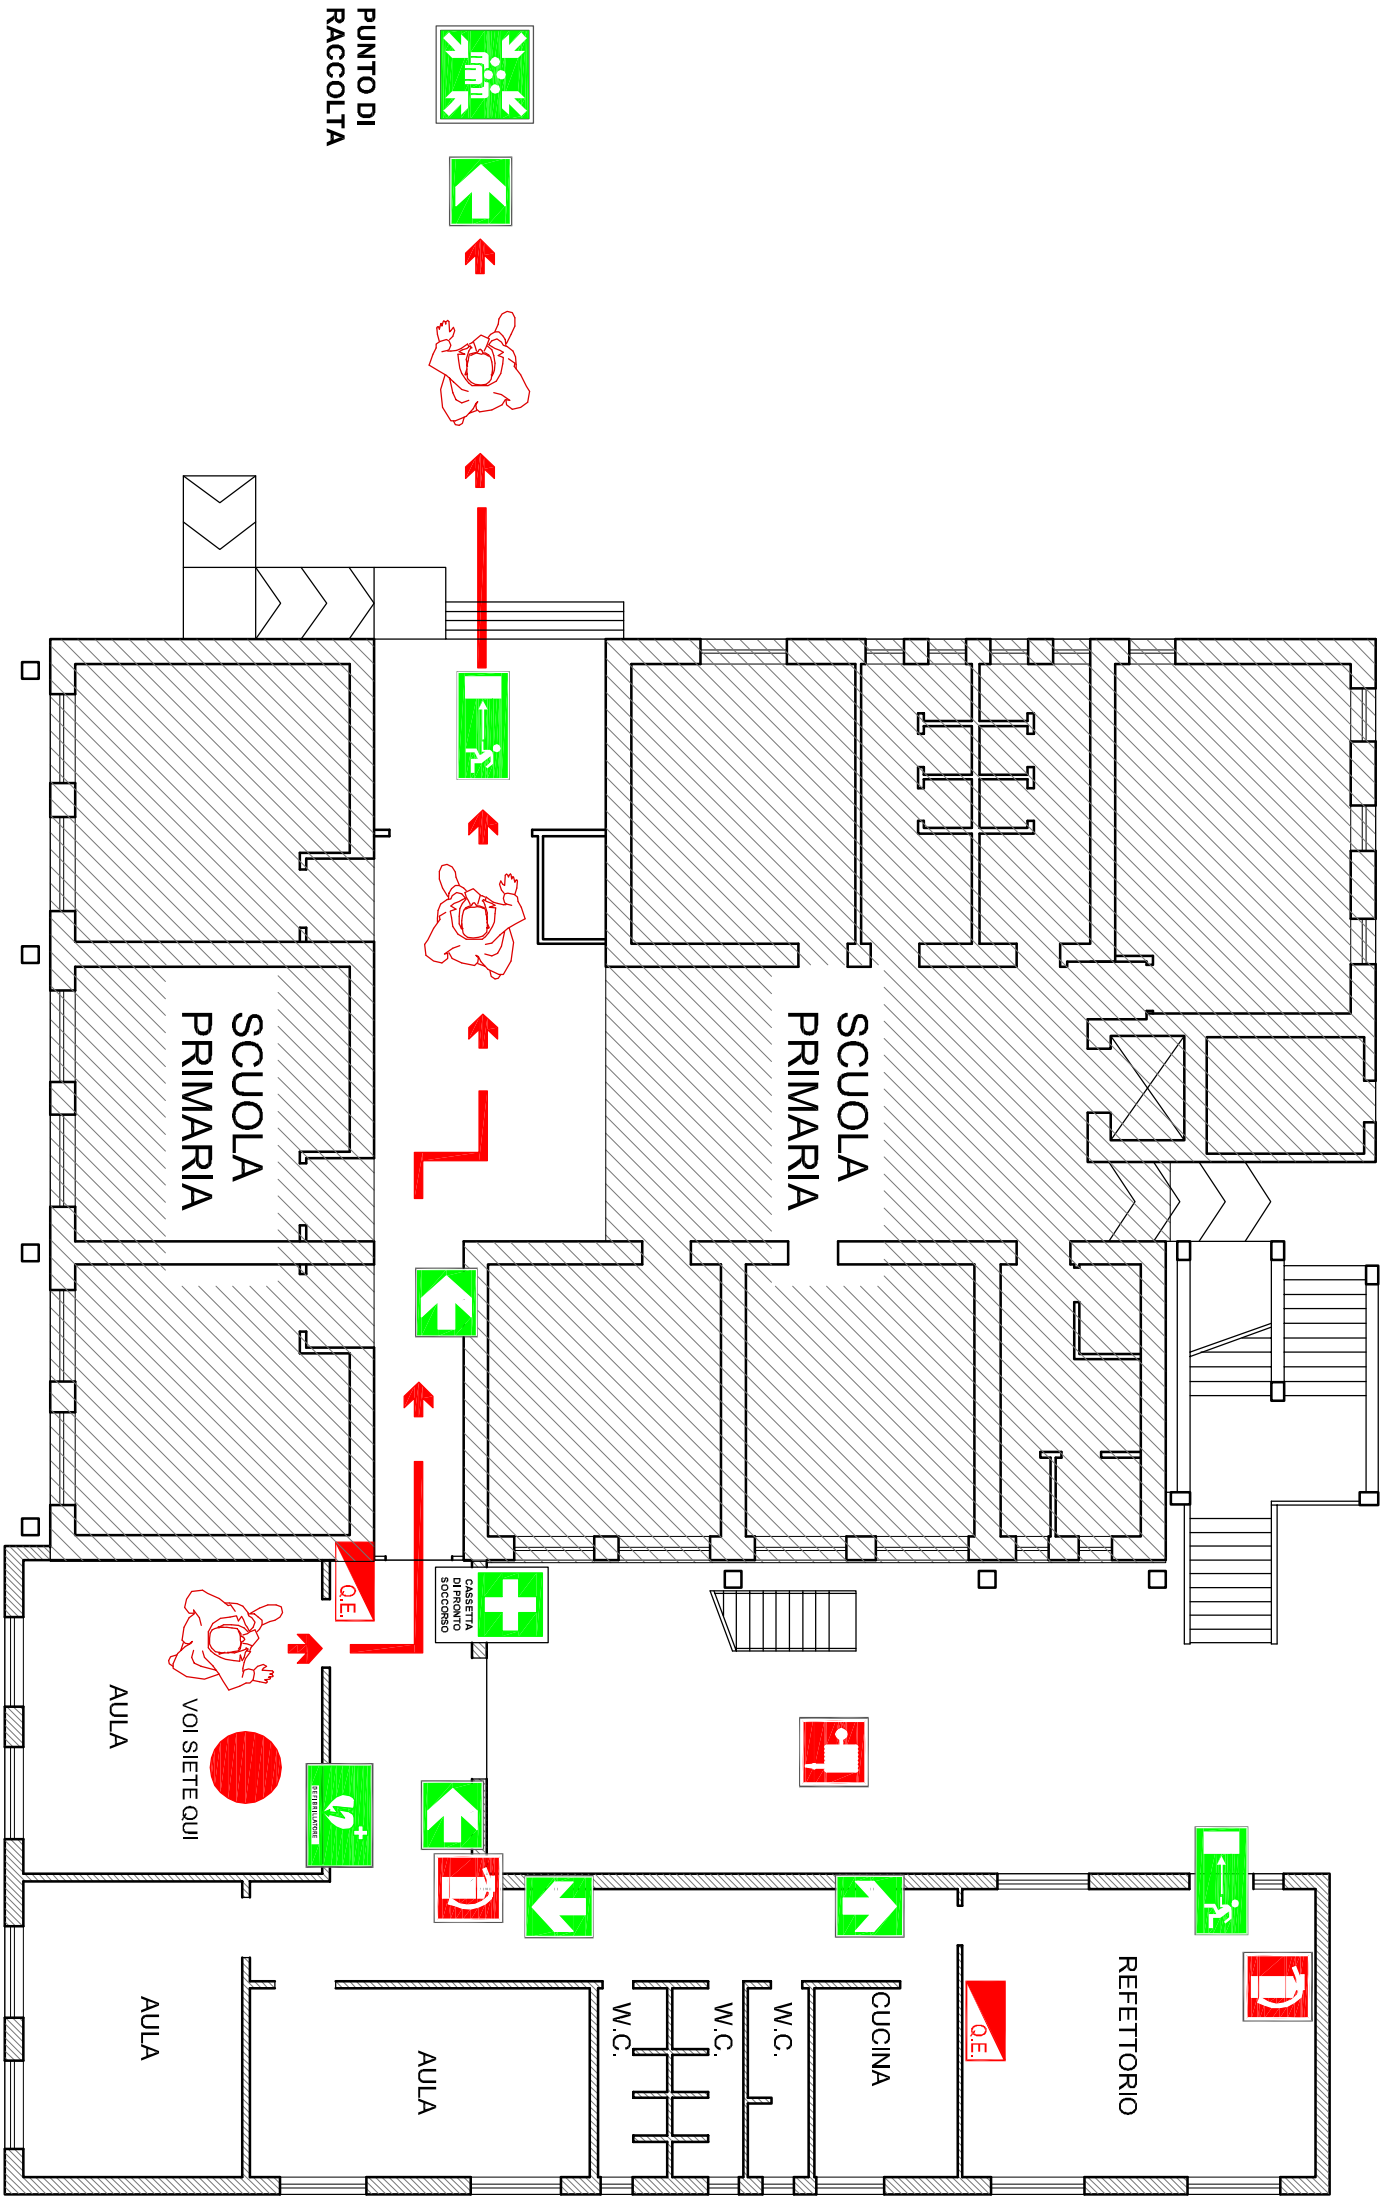 PUNTO DI
RACCOLTA
SCUOLA
PRIMARIA
SCUOLA
PRIMARIA
Q.E.
CASSETTA
DI PRONTO
SOCCORSO
AULA
VOI SIETE QUI
DEFIBRILLATORE
REFETTORIO
Q.E.
CUCINA
W.C.
W.C.
W.C.
AULA
AULA